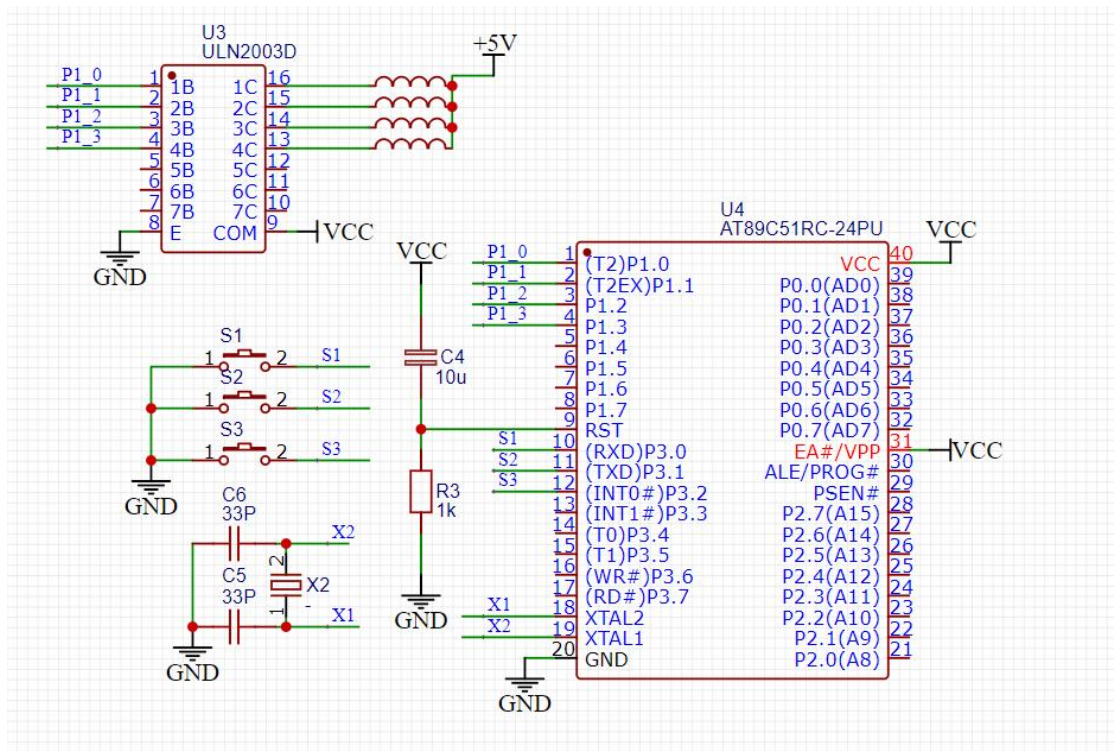 U3
ULN2003D
P1_0
P1_1
P1_2
P1_3
1
2
3
4
5
6
7
8
1B
2B
3B
4B
5B
6B
7B
E
1C
2C
3C
4C
5C
6C
7C
COM
16
15
14
13
12
11
10
9
+5V
VCC
GND
S1
1
2
S1
S2
1
2
S2
S3
1
2
S3
GND
C6
33P
X2
C5
33P
2
1
X2
-
X1
GND
VCC
C4
10u
R3
1k
GND
U4
AT89C51RC-24PU
P1_0
P1_1
P1_2
P1_3
S1
S2
S3
X1
X2
GND
1
2
3
4
5
6
7
8
9
10
11
12
13
14
15
16
17
18
19
20
(T2)P1.0
(T2EX)P1.1
P1.2
P1.3
P1.4
P1.5
P1.6
P1.7
RST
(RXD)P3.0
(TXD)P3.1
(INT0#)P3.2
(INT1#)P3.3
(T0)P3.4
(T1)P3.5
(WR#)P3.6
(RD#)P3.7
XTAL2
XTAL1
GND
VCC
P0.0(AD0)
P0.1(AD1)
P0.2(AD2)
P0.3(AD3)
P0.4(AD4)
P0.5(AD5)
P0.6(AD6)
P0.7(AD7)
EA#/VPP
ALE/PROG#
PSEN#
P2.7(A15)
P2.6(A14)
P2.5(A13)
P2.4(A12)
P2.3(A11)
P2.2(A10)
P2.1(A9)
P2.0(A8)
40
39
38
37
36
35
34
33
32
31
30
29
28
27
26
25
24
23
22
21
VCC
VCC